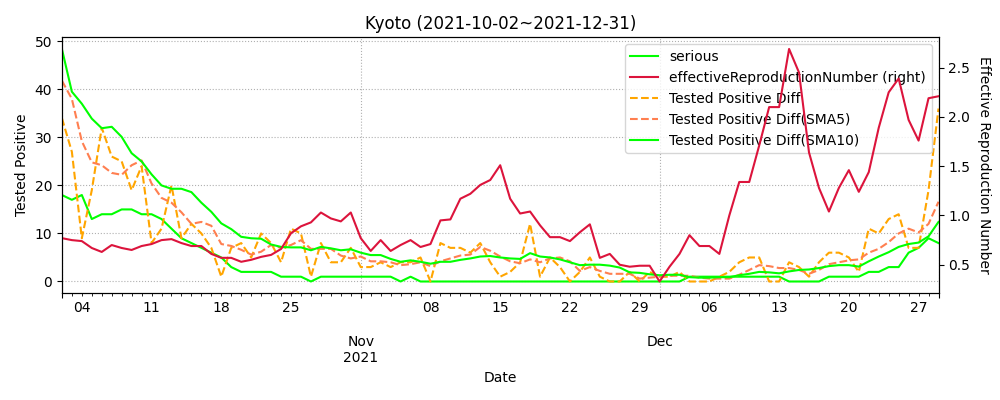 Kyoto (2021-10-02~2021-12-31)
serious
effectiveReproductionNumber (right)
Tested Positive Diff
Tested Positive Diff(SMA5)
Tested Positive Diff(SMA10)
50
40
30
20
10
0
Tested Positive
2.5
2.0
1.5
1.0
0.5
Effective Reproduction Number
04 11 18 25 08 15 22 29 06 13 20 27
Nov Dec
2021
Date